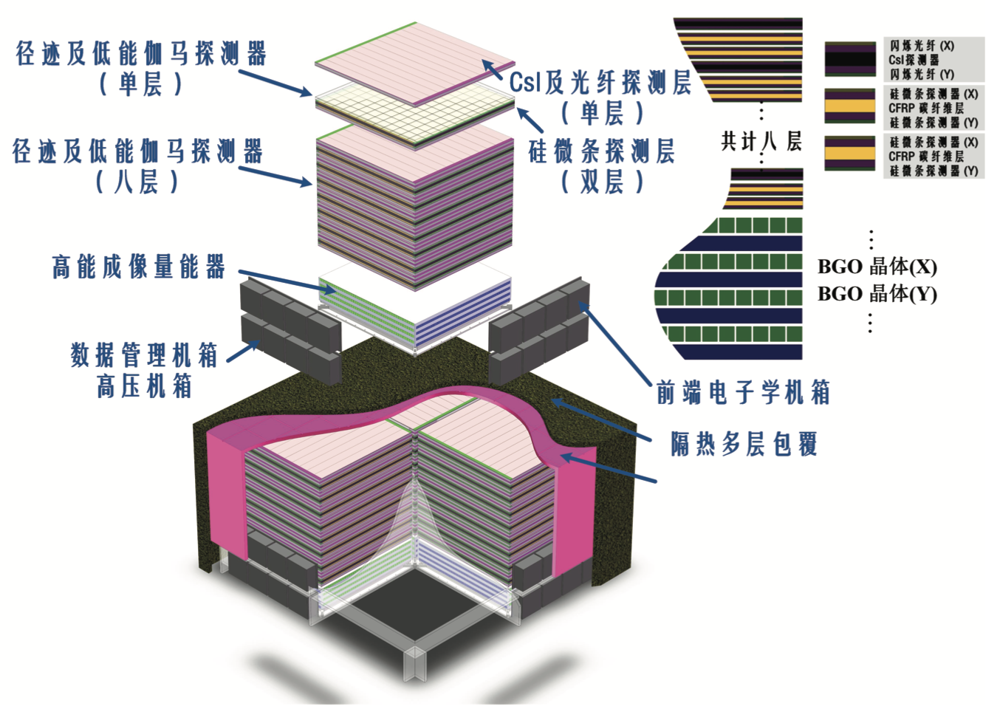 径迹及低能伽马探测器
（单层）
CsI及光纤探测层
（单层）
径迹及低能伽马探测器
（八层）
硅微条探测层
（双层）
高能成像量能器
数据管理机箱
高压机箱
前端电子学机箱
隔热多层包覆
共计八层
闪烁光纤(X)
CsI探测器
闪烁光纤(Y)
硅微条探测器(X)
CFRP 碳纤维层
硅微条探测器(Y)
硅微条探测器(X)
CFRP 碳纤维层
硅微条探测器(Y)
BGO 晶体(X)
BGO 晶体(Y)